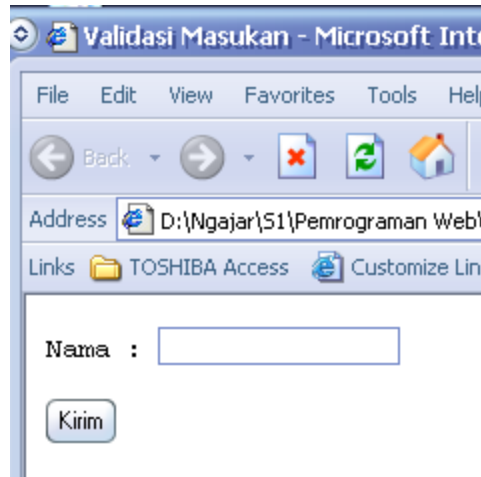 Validasi Masukan - Microsoft Int
File Edit View Favorites Tools Hel
Back
Address D:\Ngajar\S1\Pemrograman Web\
Links TOSHIBA Access Customize Lin
Nama :
Kirim